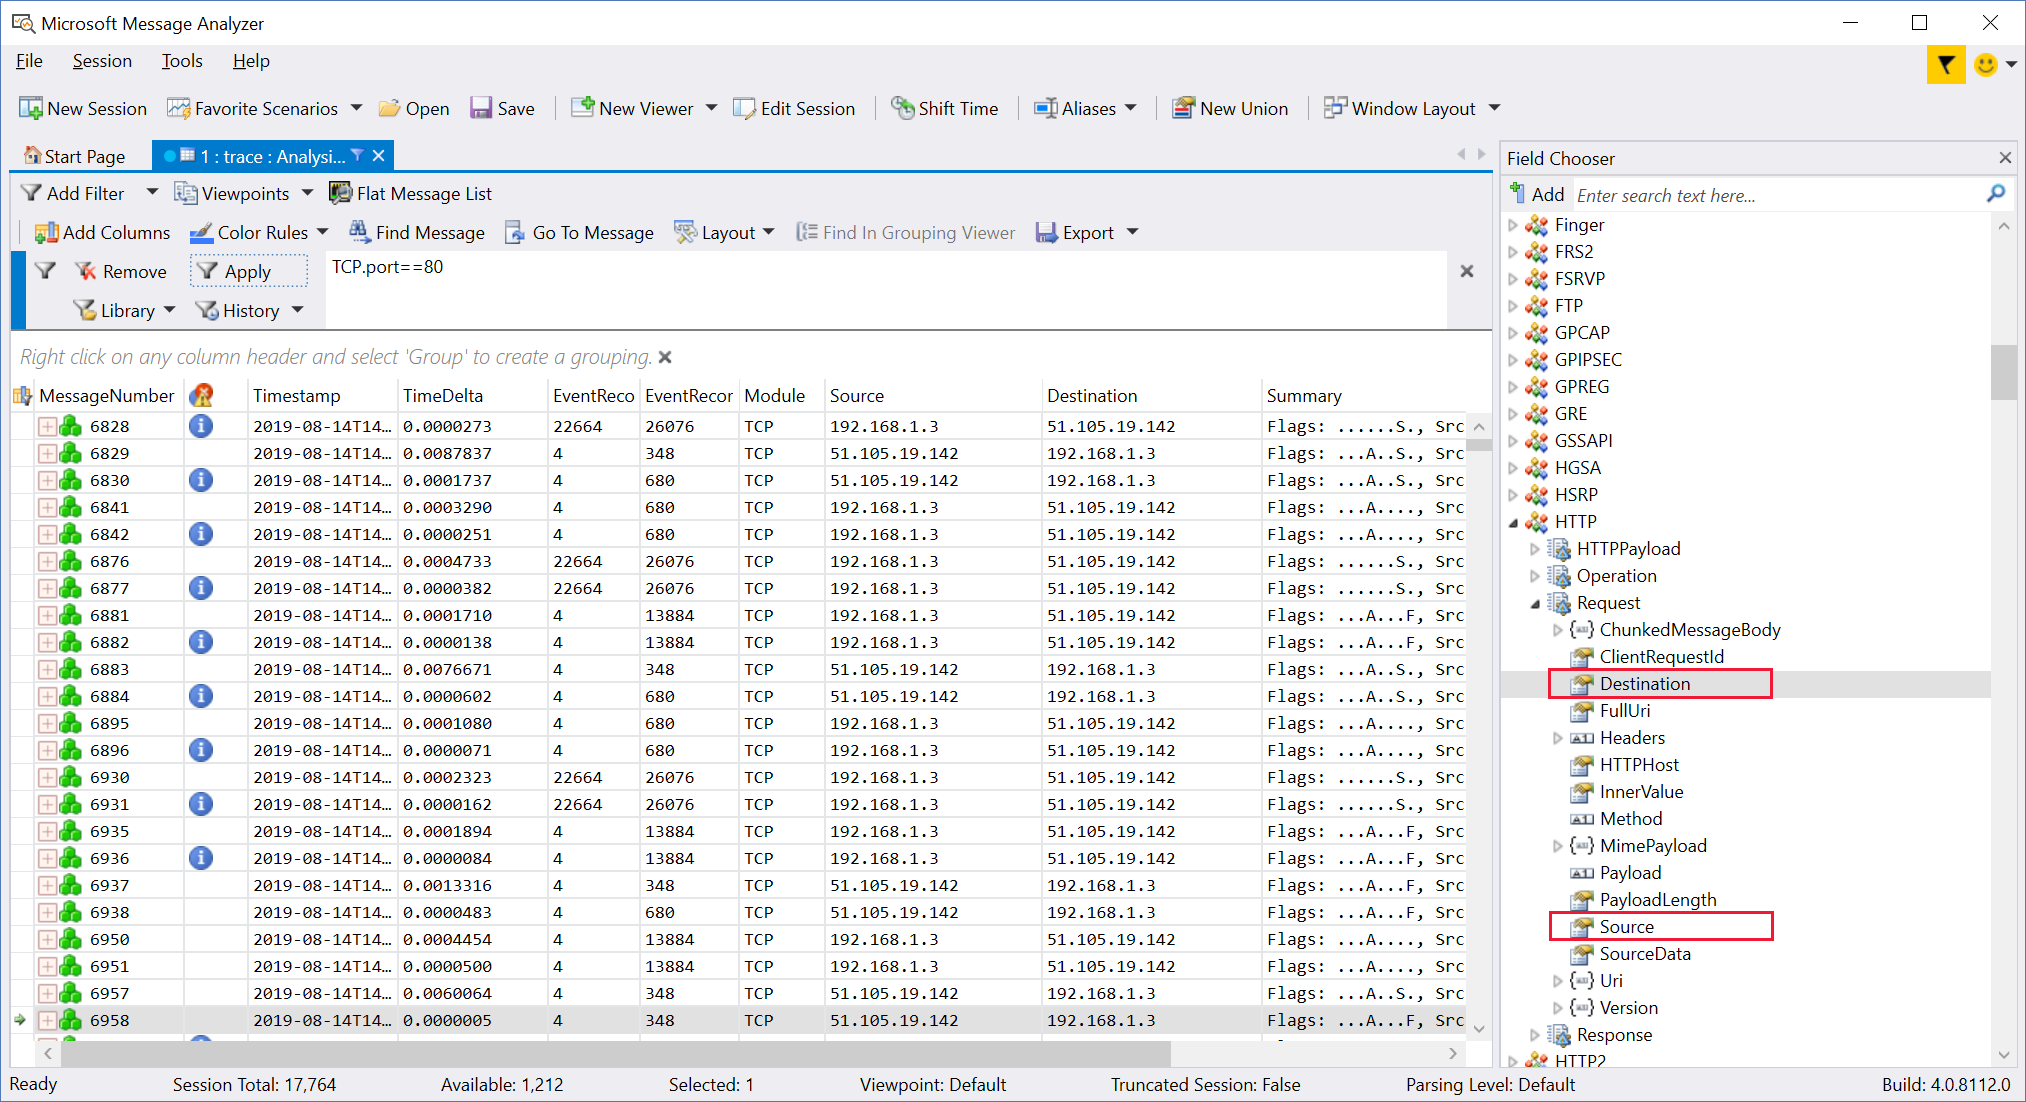 Microsoft Message Analyzer
File Session Tools Help
New Session Favorite Scenarios Open Save New Viewer Edit Session Shift Time Aliases New Union Window Layout
Start Page 1 : trace : Analysi...
Add Filter Viewpoints Flat Message List
Add Columns Color Rules Find Message Go To Message Layout Find In Grouping Viewer Export
Remove Apply TCP.port==80
Library History
Right click on any column header and select 'Group' to create a grouping.
MessageNumber Timestamp TimeDelta EventReco EventRecor Module Source Destination Summary
6828 2019-08-14T14... 0.0000273 22664 26076 TCP 192.168.1.3 51.105.19.142 Flags: ......S., Src
6829 2019-08-14T14... 0.0087837 4 348 TCP 51.105.19.142 192.168.1.3 Flags: ...A..S., Src
6830 2019-08-14T14... 0.0001737 4 680 TCP 51.105.19.142 192.168.1.3 Flags: ...A..S., Src
6841 2019-08-14T14... 0.0003290 4 680 TCP 192.168.1.3 51.105.19.142 Flags: ...A...., Src
6842 2019-08-14T14... 0.0000251 4 680 TCP 192.168.1.3 51.105.19.142 Flags: ...A...., Src
6876 2019-08-14T14... 0.0004733 22664 26076 TCP 192.168.1.3 51.105.19.142 Flags: ......S., Src
6877 2019-08-14T14... 0.0000382 22664 26076 TCP 192.168.1.3 51.105.19.142 Flags: ......S., Src
6881 2019-08-14T14... 0.0001710 4 13884 TCP 192.168.1.3 51.105.19.142 Flags: ...A...F, Src
6882 2019-08-14T14... 0.0000138 4 13884 TCP 192.168.1.3 51.105.19.142 Flags: ...A...F, Src
6883 2019-08-14T14... 0.0076671 4 348 TCP 51.105.19.142 192.168.1.3 Flags: ...A..S., Src
6884 2019-08-14T14... 0.0000602 4 680 TCP 51.105.19.142 192.168.1.3 Flags: ...A..S., Src
6895 2019-08-14T14... 0.0001080 4 680 TCP 192.168.1.3 51.105.19.142 Flags: ...A...., Src
6896 2019-08-14T14... 0.0000071 4 680 TCP 192.168.1.3 51.105.19.142 Flags: ...A...., Src
6930 2019-08-14T14... 0.0002323 22664 26076 TCP 192.168.1.3 51.105.19.142 Flags: ......S., Src
6931 2019-08-14T14... 0.0000162 22664 26076 TCP 192.168.1.3 51.105.19.142 Flags: ......S., Src
6935 2019-08-14T14... 0.0001894 4 13884 TCP 192.168.1.3 51.105.19.142 Flags: ...A...F, Src
6936 2019-08-14T14... 0.0000084 4 13884 TCP 192.168.1.3 51.105.19.142 Flags: ...A...F, Src
6937 2019-08-14T14... 0.0013316 4 348 TCP 51.105.19.142 192.168.1.3 Flags: ...A...F, Src
6938 2019-08-14T14... 0.0000483 4 680 TCP 51.105.19.142 192.168.1.3 Flags: ...A...F, Src
6950 2019-08-14T14... 0.0004454 4 13884 TCP 192.168.1.3 51.105.19.142 Flags: ...A...., Src
6951 2019-08-14T14... 0.0000500 4 13884 TCP 192.168.1.3 51.105.19.142 Flags: ...A...., Src
6957 2019-08-14T14... 0.0060064 4 348 TCP 51.105.19.142 192.168.1.3 Flags: ...A..S., Src
6958 2019-08-14T14... 0.0000005 4 348 TCP 51.105.19.142 192.168.1.3 Flags: ...A...F, Src
Field Chooser
Add Enter search text here...
Finger
FRS2
FSRVP
FTP
GPCAP
GPIPSEC
GPREG
GRE
GSSAPI
HGSA
HSRP
HTTP
HTTPPayload
Operation
Request
ChunkedMessageBody
ClientRequestId
Destination
FullUri
Headers
HTTPHost
InnerValue
Method
MimePayload
Payload
PayloadLength
Source
SourceData
Uri
Version
Response
HTTP2
Ready Session Total: 17,764 Available: 1,212 Selected: 1 Viewpoint: Default Truncated Session: False Parsing Level: Default Build: 4.0.8112.0